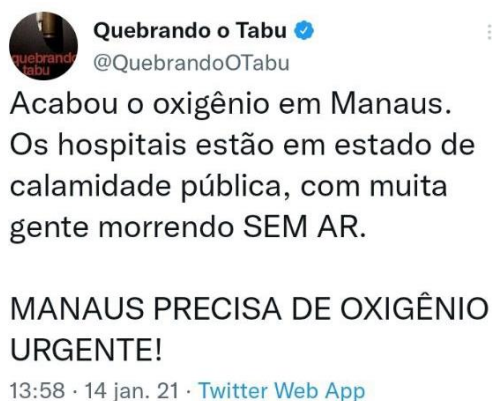 Quebrando o Tabu
@QuebrandoOTabu
quebrando
tabu
Acabou o oxigênio em Manaus.
Os hospitais estão em estado de
calamidade pública, com muita
gente morrendo SEM AR.
MANAUS PRECISA DE OXIGÊNIO
URGENTE!
13:58 · 14 jan. 21 · Twitter Web App